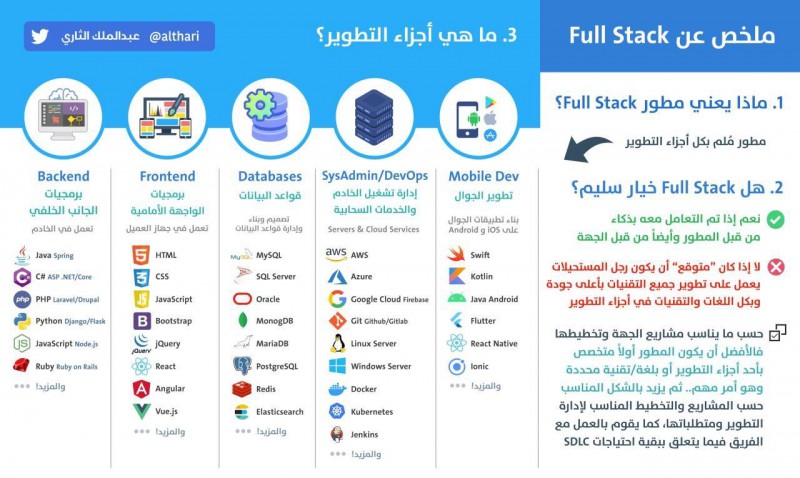 ملخص عن Full Stack
1. ماذا يعني مطور Full Stack؟
مطور مُلم بكل أجزاء التطوير
2. هل Full Stack خيار سليم؟
نعم إذا تم التعامل معه بذكاء
من قبل المطور وأيضاً من قبل الجهة
لا إذا كان “متوقع” أن يكون رجل المستحيلات
يعمل على تطوير جميع التقنيات بأعلى جودة
وبكل اللغات والتقنيات في أجزاء التطوير
حسب ما يناسب مشاريع الجهة وتخطيطها
فالأفضل أن يكون المطور أولاً متخصص
بأحد أجزاء التطوير أو بلغة/تقنية محددة
وهو أمر مهم.. ثم يزيد بالشكل المناسب
حسب المشاريع والتخطيط المناسب لإدارة
التطوير ومتطلباتها، كما يقوم بالعمل مع
الفريق فيما يتعلق ببقية احتياجات SDLC
3. ما هي أجزاء التطوير؟
عبدالملك الثاري @althari
Mobile Dev
تطوير الجوال
بناء تطبيقات الجوال
على iOS و Android
Swift
Kotlin
Java Android
Flutter
React Native
Ionic
والمزيد!
SysAdmin/DevOps
إدارة تشغيل الخادم
والخدمات السحابية
Servers & Cloud Services
aws AWS
Azure
Google Cloud Firebase
Git Github/Gitlab
Linux Server
Windows Server
Docker
Kubernetes
Jenkins
والمزيد!
Databases
قواعد البيانات
تصميم وبناء
وإدارة قواعد البيانات
MySQL MySQL
SQL Server
Oracle
MonogDB
MariaDB
PostgreSQL
Redis
Elasticsearch
والمزيد!
Frontend
برمجيات
الواجهة الأمامية
تعمل في جهاز العميل
HTML
CSS
JS JavaScript
B Bootstrap
jQuery jQuery
React
Angular
Vue.js
والمزيد!
Backend
برمجيات
الجانب الخلفي
تعمل في الخادم
Java Spring
C# ASP .NET/Core
php PHP Laravel/Drupal
Python Django/Flask
JavaScript Node.js
Ruby Ruby on Rails
والمزيد!